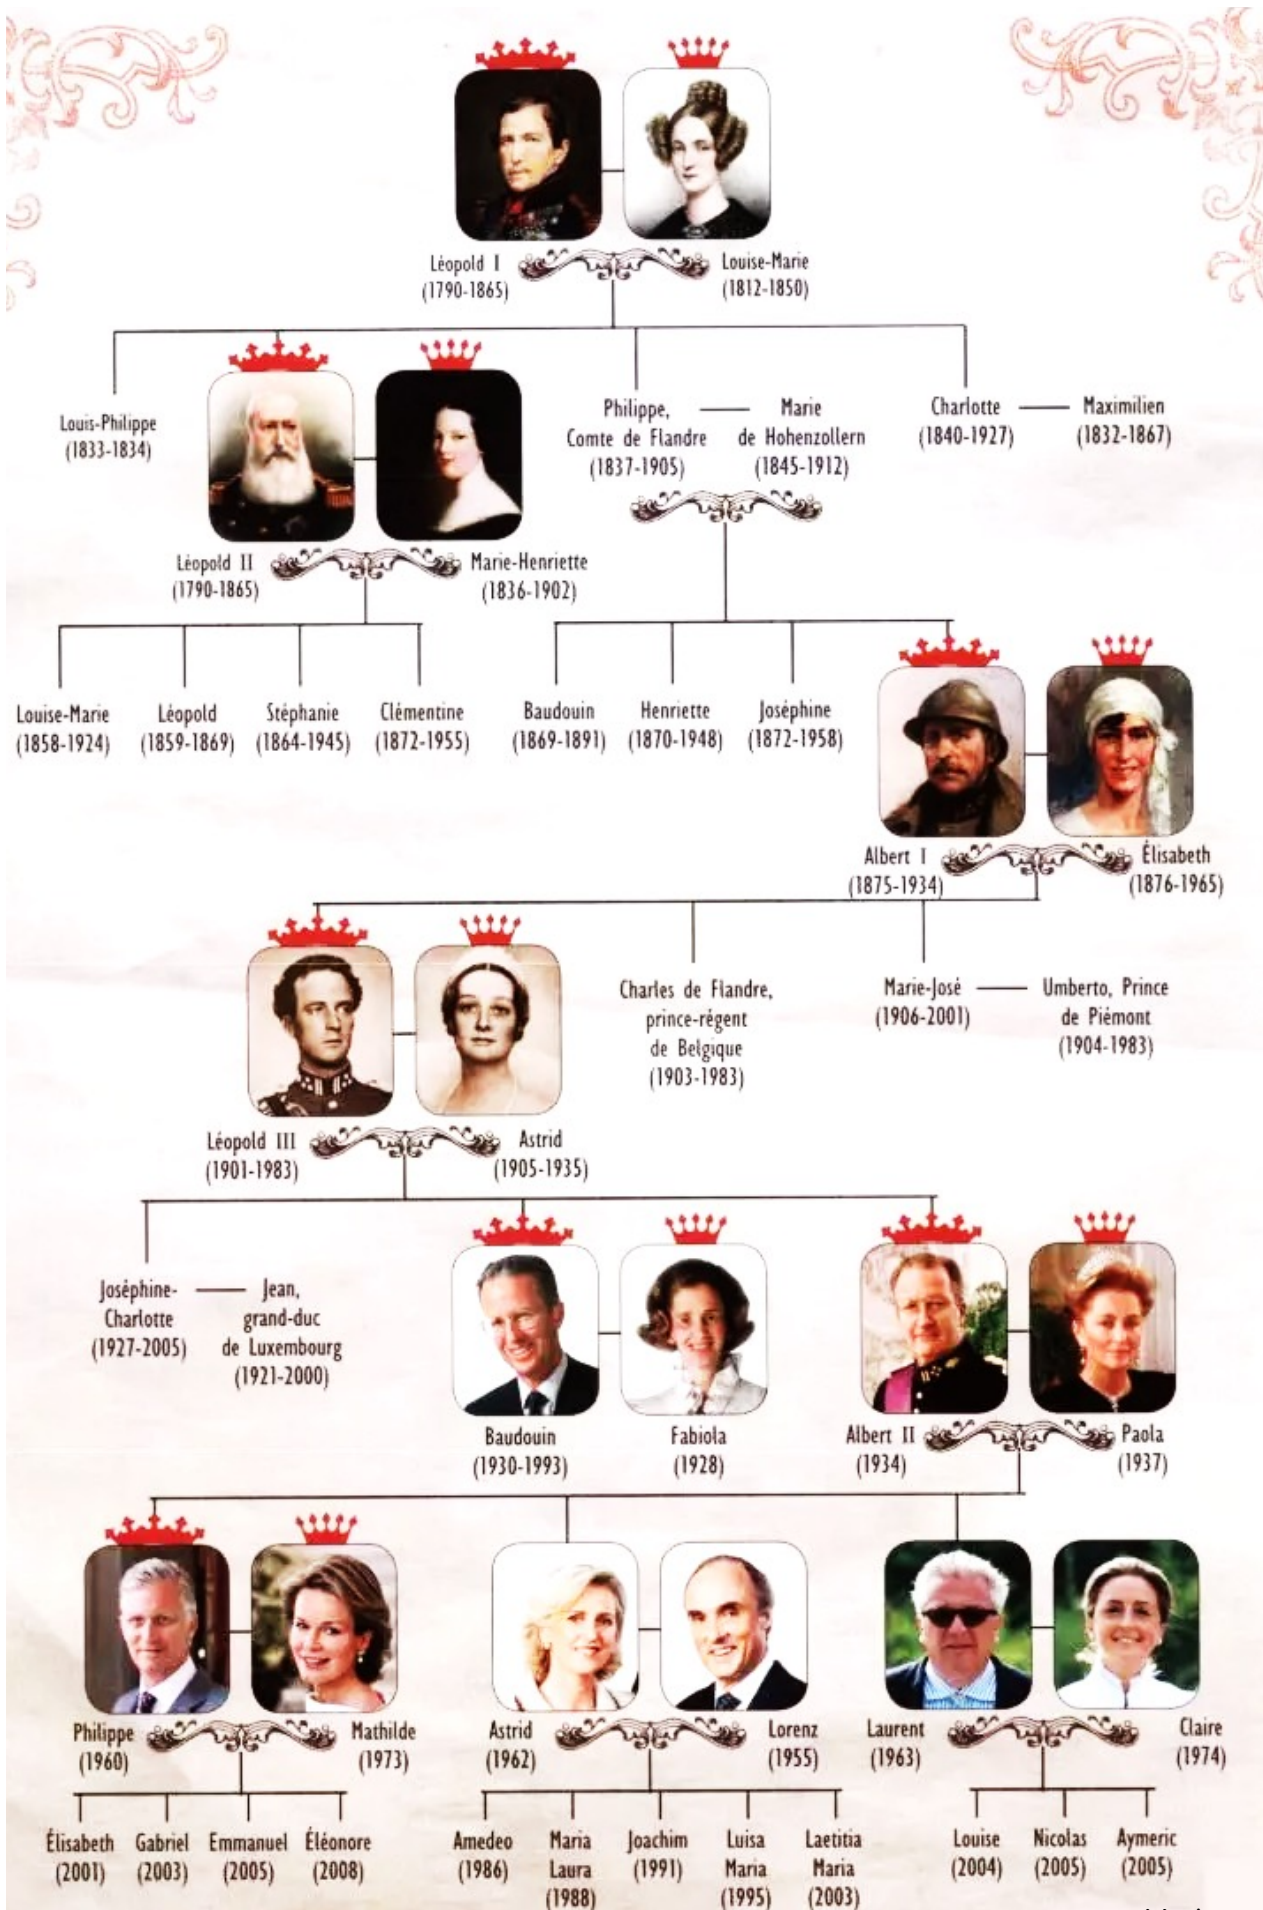 Léopold I
(1790-1865)
Louise-Marie
(1812-1850)
Louis-Philippe
(1833-1834)
Léopold II
(1790-1865)
Marie-Henriette
(1836-1902)
Philippe,
Comte de Flandre
(1837-1905)
Marie
de Hohenzollern
(1845-1912)
Charlotte
(1840-1927)
Maximilien
(1832-1867)
Louise-Marie
(1858-1924)
Léopold
(1859-1869)
Stéphanie
(1864-1945)
Clémentine
(1872-1955)
Baudouin
(1869-1891)
Henriette
(1870-1948)
Joséphine
(1872-1958)
Albert I
(1875-1934)
Élisabeth
(1876-1965)
Léopold III
(1901-1983)
Astrid
(1905-1935)
Charles de Flandre,
prince-régent
de Belgique
(1903-1983)
Marie-José
(1906-2001)
Umberto, Prince
de Piémont
(1904-1983)
Joséphine-
Charlotte
(1927-2005)
Jean,
grand-duc
de Luxembourg
(1921-2000)
Baudouin
(1930-1993)
Fabiola
(1928)
Albert II
(1934)
Paola
(1937)
Philippe
(1960)
Mathilde
(1973)
Astrid
(1962)
Lorenz
(1955)
Laurent
(1963)
Claire
(1974)
Élisabeth
(2001)
Gabriel
(2003)
Emmanuel
(2005)
Éléonore
(2008)
Amedeo
(1986)
Maria
Laura
(1988)
Joachim
(1991)
Luisa
Maria
(1995)
Laetitia
Maria
(2003)
Louise
(2004)
Nicolas
(2005)
Aymeric
(2005)